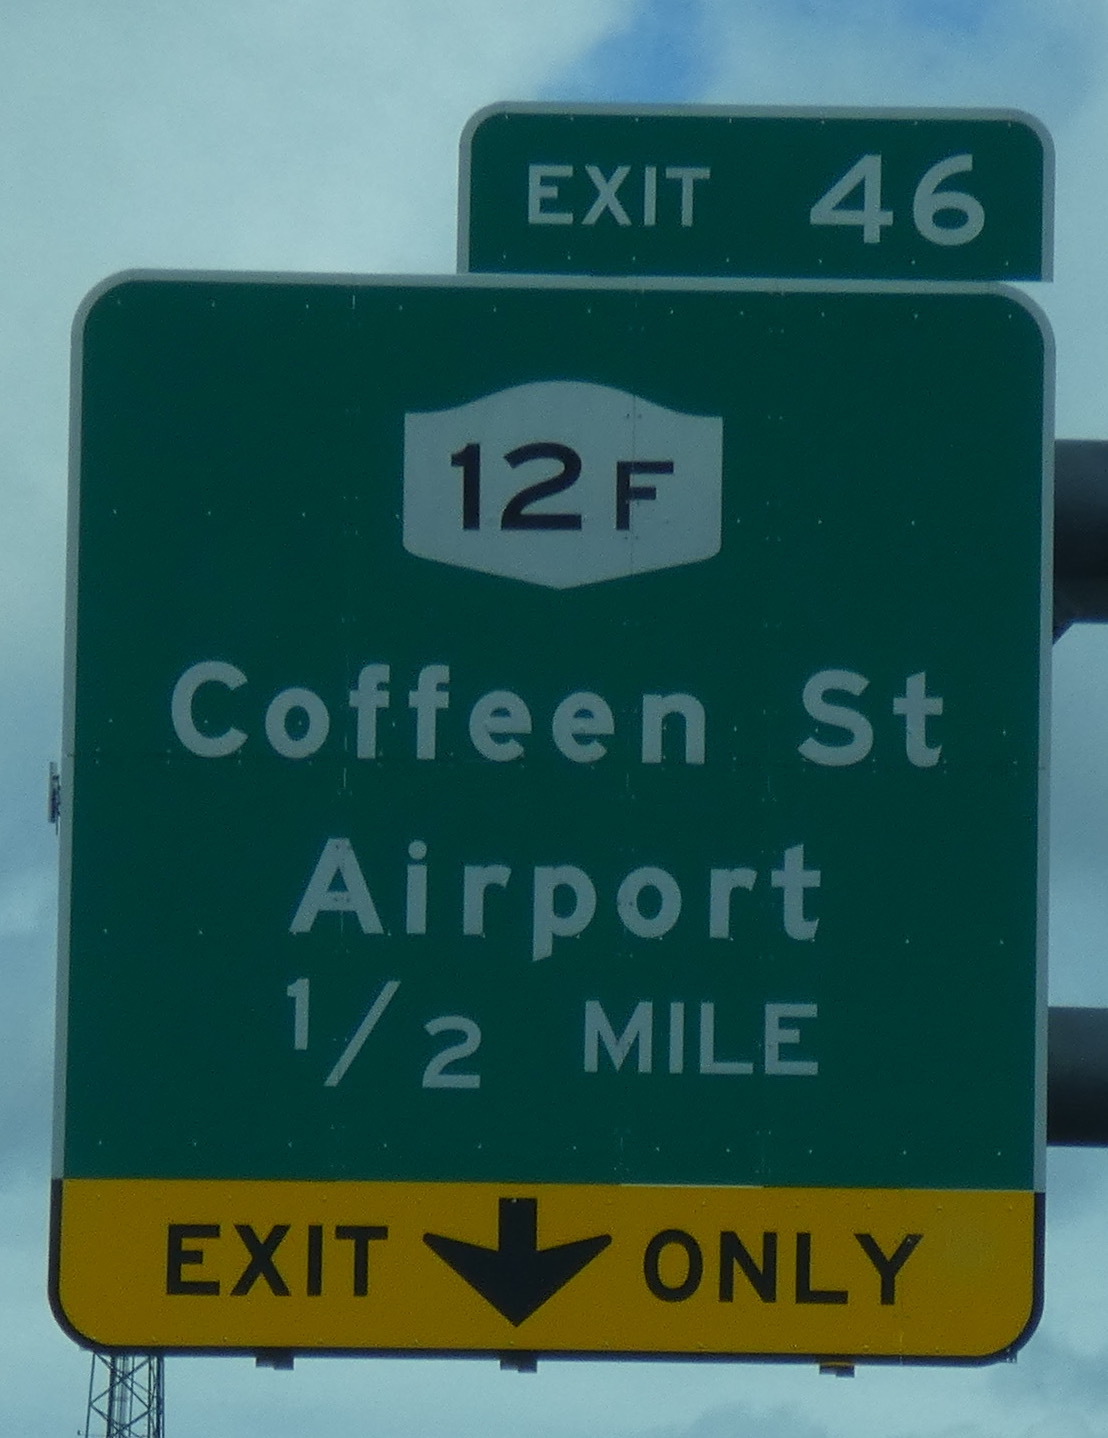 EXIT 46
12F
Coffeen St
Airport
1/2 MILE
EXIT ONLY